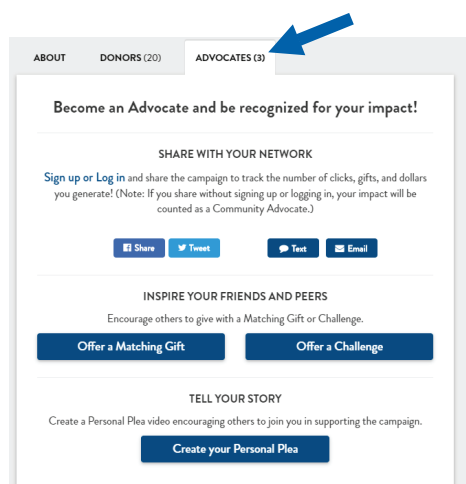 ABOUT DONORS (20) ADVOCATES (3)
Become an Advocate and be recognized for your impact!
SHARE WITH YOUR NETWORK
Sign up or Log in and share the campaign to track the number of clicks, gifts, and dollars
you generate! (Note: If you share without signing up or logging in, your impact will be
counted as a Community Advocate.)
Share Tweet Text Email
INSPIRE YOUR FRIENDS AND PEERS
Encourage others to give with a Matching Gift or Challenge.
Offer a Matching Gift Offer a Challenge
TELL YOUR STORY
Create a Personal Plea video encouraging others to join you in supporting the campaign.
Create your Personal Plea